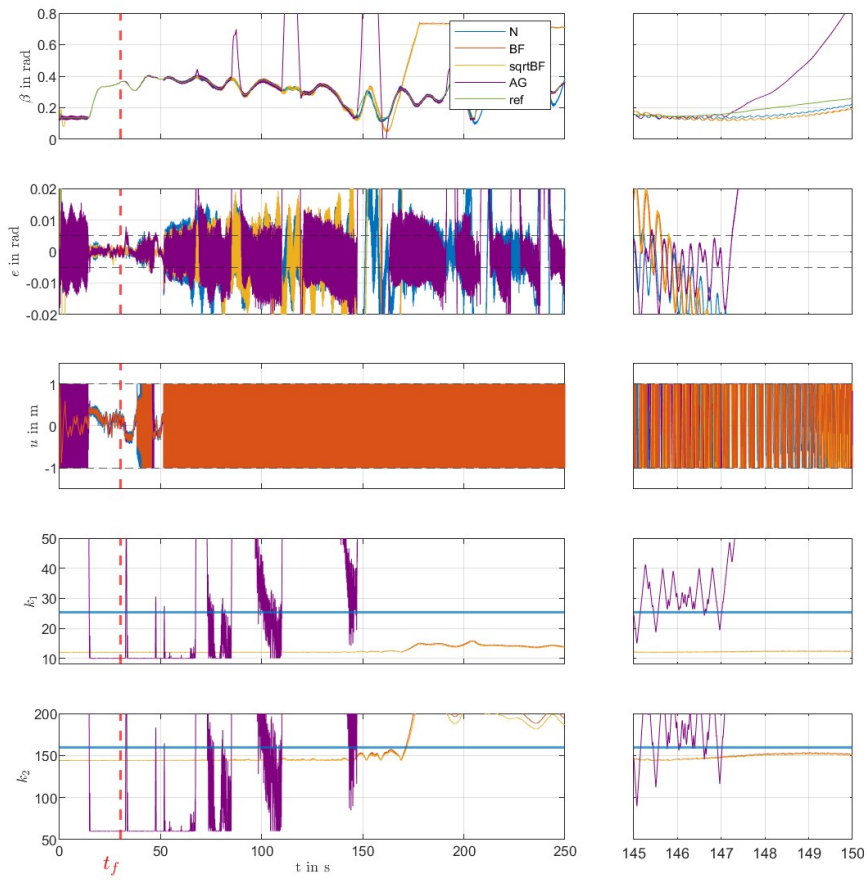 0.8
0.6
0.4
0.2
0
β in rad
N
BF
sqrtBF
AG
ref
0.02
0.01
0
-0.01
-0.02
ϵ in rad
1
0
-1
u in m
50
40
30
20
10
k₁
200
150
100
50
k₂
0 50 100 150 200 250
t_f
t in s
145 146 147 148 149 150